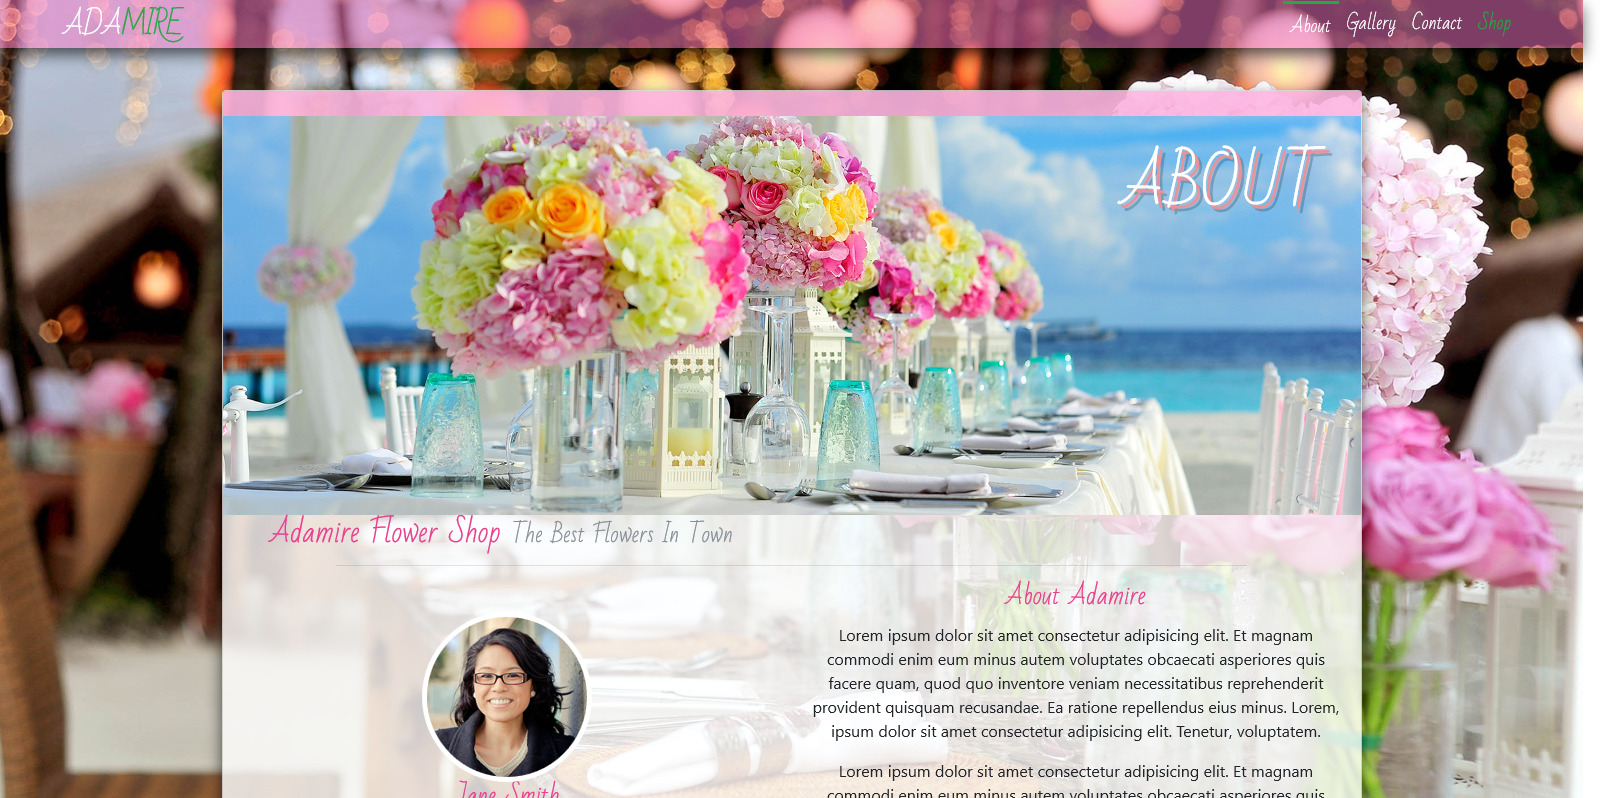 ADAMIRE
About Gallery Contact Shop
ABOUT
Adamire Flower Shop The Best Flowers In Town
About Adamire
Lorem ipsum dolor sit amet consectetur adipisicing elit. Et magnam
commodi enim eum minus autem voluptates obcaecati asperiores quis
facere quam, quod quo inventore veniam necessitatibus reprehenderit
provident quisquam recusandae. Ea ratione repellendus eius minus. Lorem,
ipsum dolor sit amet consectetur adipisicing elit. Tenetur, voluptatem.
Lorem ipsum dolor sit amet consectetur adipisicing elit. Et magnam
commodi enim eum minus autem voluptates obcaecati asperiores quis
Jane Smith